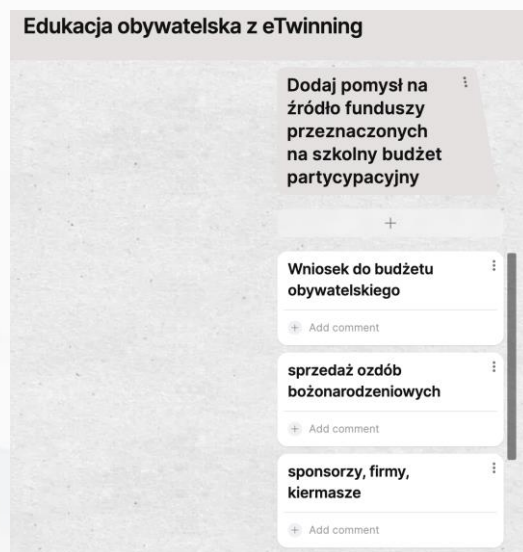 Edukacja obywatelska z eTwinning
Dodaj pomysł na
źródło funduszy
przeznaczonych
na szkolny budżet
partycypacyjny
+
Wniosek do budżetu
obywatelskiego
+ Add comment
sprzedaż ozdób
bożonarodzeniowych
+ Add comment
sponsorzy, firmy,
kiermasze
+ Add comment